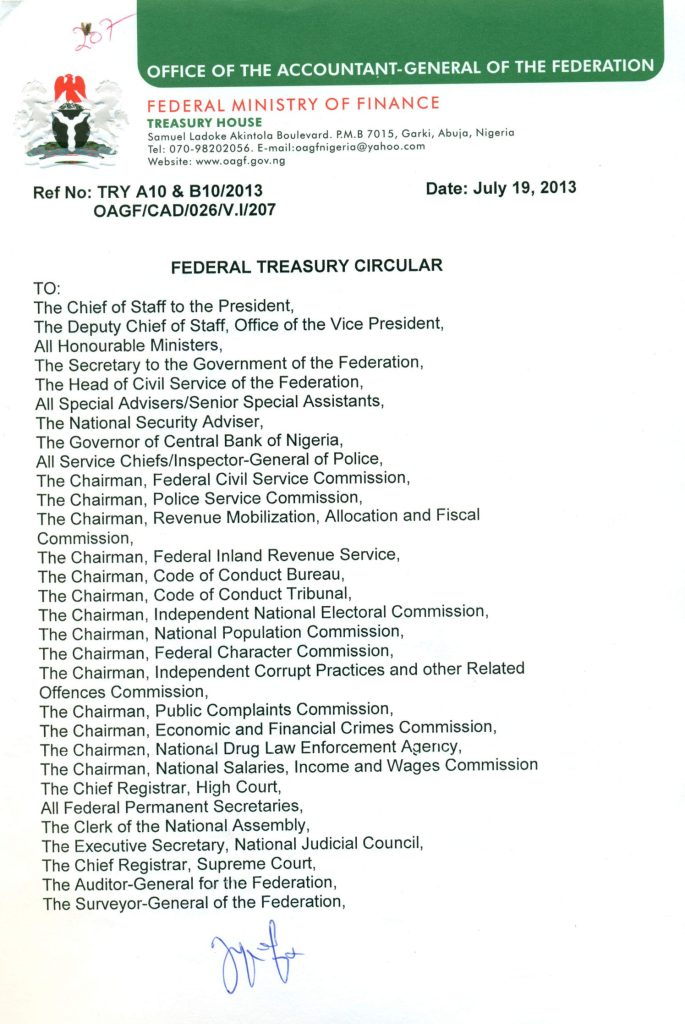 207
OFFICE OF THE ACCOUNTANT-GENERAL OF THE FEDERATION
FEDERAL MINISTRY OF FINANCE
TREASURY HOUSE
Samuel Ladoke Akintola Boulevard. P.M.B 7015, Garki, Abuja, Nigeria
Tel: 070-98202056. E-mail:oagfnigeria@yahoo.com
Website: www.oagf.gov.ng
Ref No: TRY A10 & B10/2013 Date: July 19, 2013
OAGF/CAD/026/V.I/207
FEDERAL TREASURY CIRCULAR
TO:
The Chief of Staff to the President,
The Deputy Chief of Staff, Office of the Vice President,
All Honourable Ministers,
The Secretary to the Government of the Federation,
The Head of Civil Service of the Federation,
All Special Advisers/Senior Special Assistants,
The National Security Adviser,
The Governor of Central Bank of Nigeria,
All Service Chiefs/Inspector-General of Police,
The Chairman, Federal Civil Service Commission,
The Chairman, Police Service Commission,
The Chairman, Revenue Mobilization, Allocation and Fiscal
Commission,
The Chairman, Federal Inland Revenue Service,
The Chairman, Code of Conduct Bureau,
The Chairman, Code of Conduct Tribunal,
The Chairman, Independent National Electoral Commission,
The Chairman, National Population Commission,
The Chairman, Federal Character Commission,
The Chairman, Independent Corrupt Practices and other Related
Offences Commission,
The Chairman, Public Complaints Commission,
The Chairman, Economic and Financial Crimes Commission,
The Chairman, National Drug Law Enforcement Agency,
The Chairman, National Salaries, Income and Wages Commission
The Chief Registrar, High Court,
All Federal Permanent Secretaries,
The Clerk of the National Assembly,
The Executive Secretary, National Judicial Council,
The Chief Registrar, Supreme Court,
The Auditor-General for the Federation,
The Surveyor-General of the Federation,